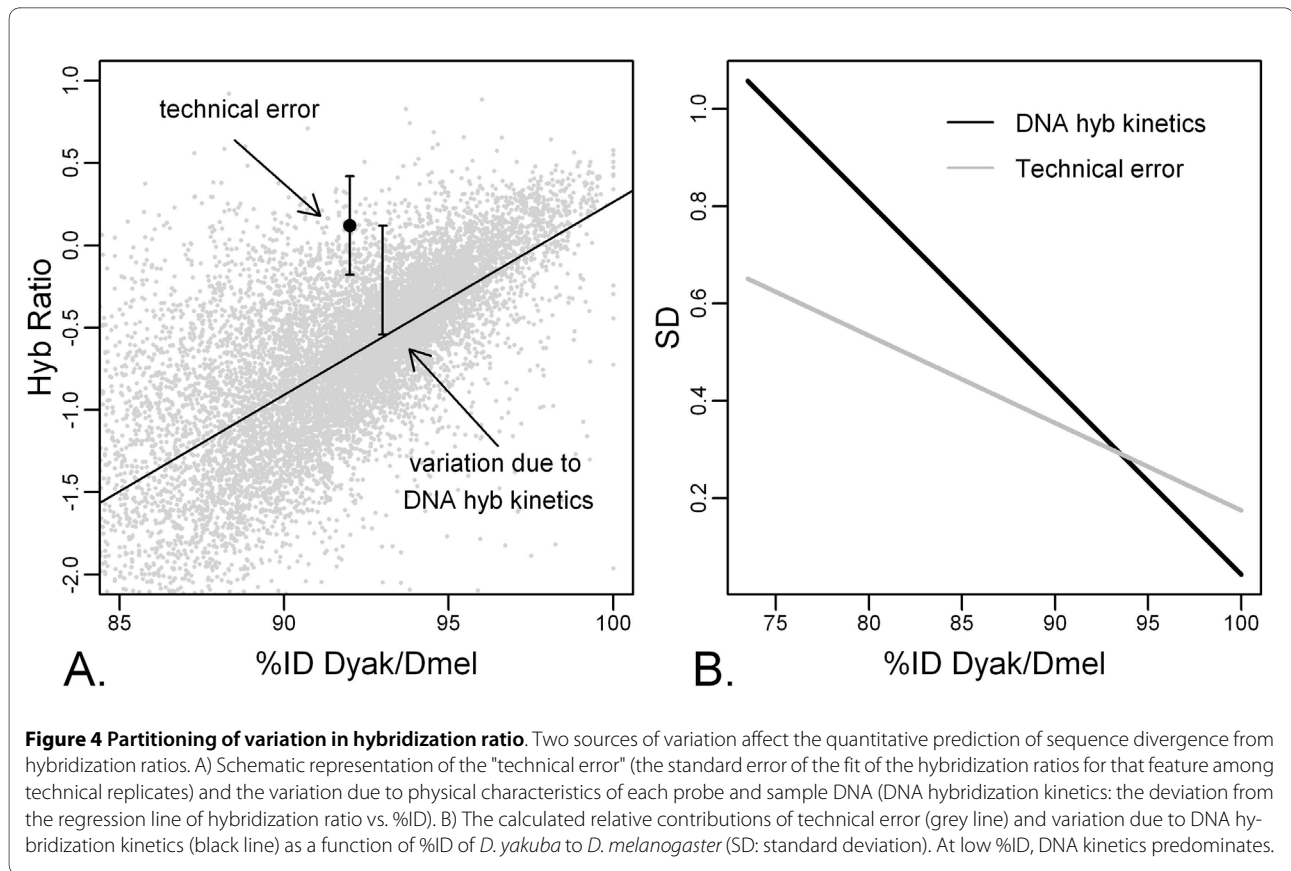 1.0
0.5
0.0
-0.5
-1.0
-1.5
-2.0
Hyb Ratio
technical error
variation due to
DNA hyb kinetics
85
90
95
100
%ID Dyak/Dmel
A.
1.0
0.8
0.6
0.4
0.2
SD
DNA hyb kinetics
Technical error
75
80
85
90
95
100
%ID Dyak/Dmel
B.
Figure 4 Partitioning of variation in hybridization ratio. Two sources of variation affect the quantitative prediction of sequence divergence from
hybridization ratios. A) Schematic representation of the "technical error" (the standard error of the fit of the hybridization ratios for that feature among
technical replicates) and the variation due to physical characteristics of each probe and sample DNA (DNA hybridization kinetics: the deviation from
the regression line of hybridization ratio vs. %ID). B) The calculated relative contributions of technical error (grey line) and variation due to DNA hy-
bridization kinetics (black line) as a function of %ID of D. yakuba to D. melanogaster (SD: standard deviation). At low %ID, DNA kinetics predominates.